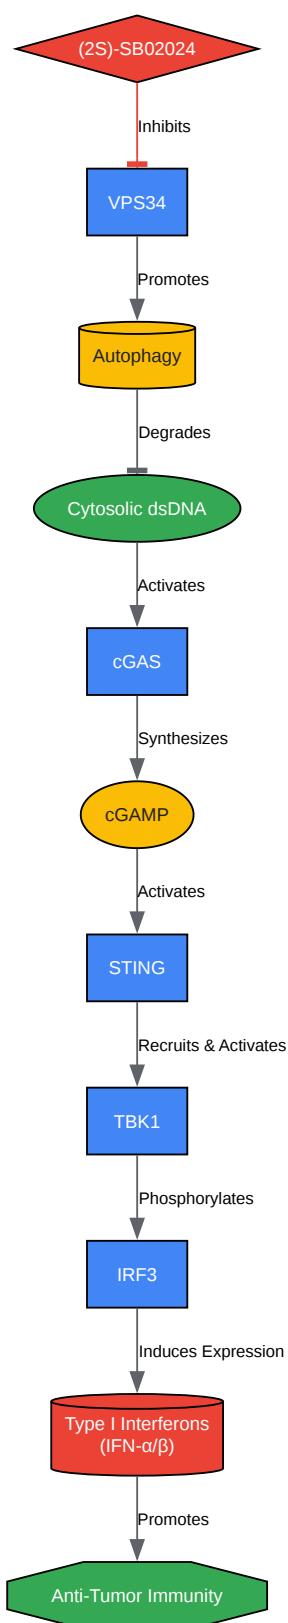 (2S)-SB02024
Inhibits
VPS34
Promotes
Autophagy
Degrades
Cytosolic dsDNA
Activates
cGAS
Synthesizes
cGAMP
Activates
STING
Recruits & Activates
TBK1
Phosphorylates
IRF3
Induces Expression
Type I Interferons
(IFN-α/β)
Promotes
Anti-Tumor Immunity